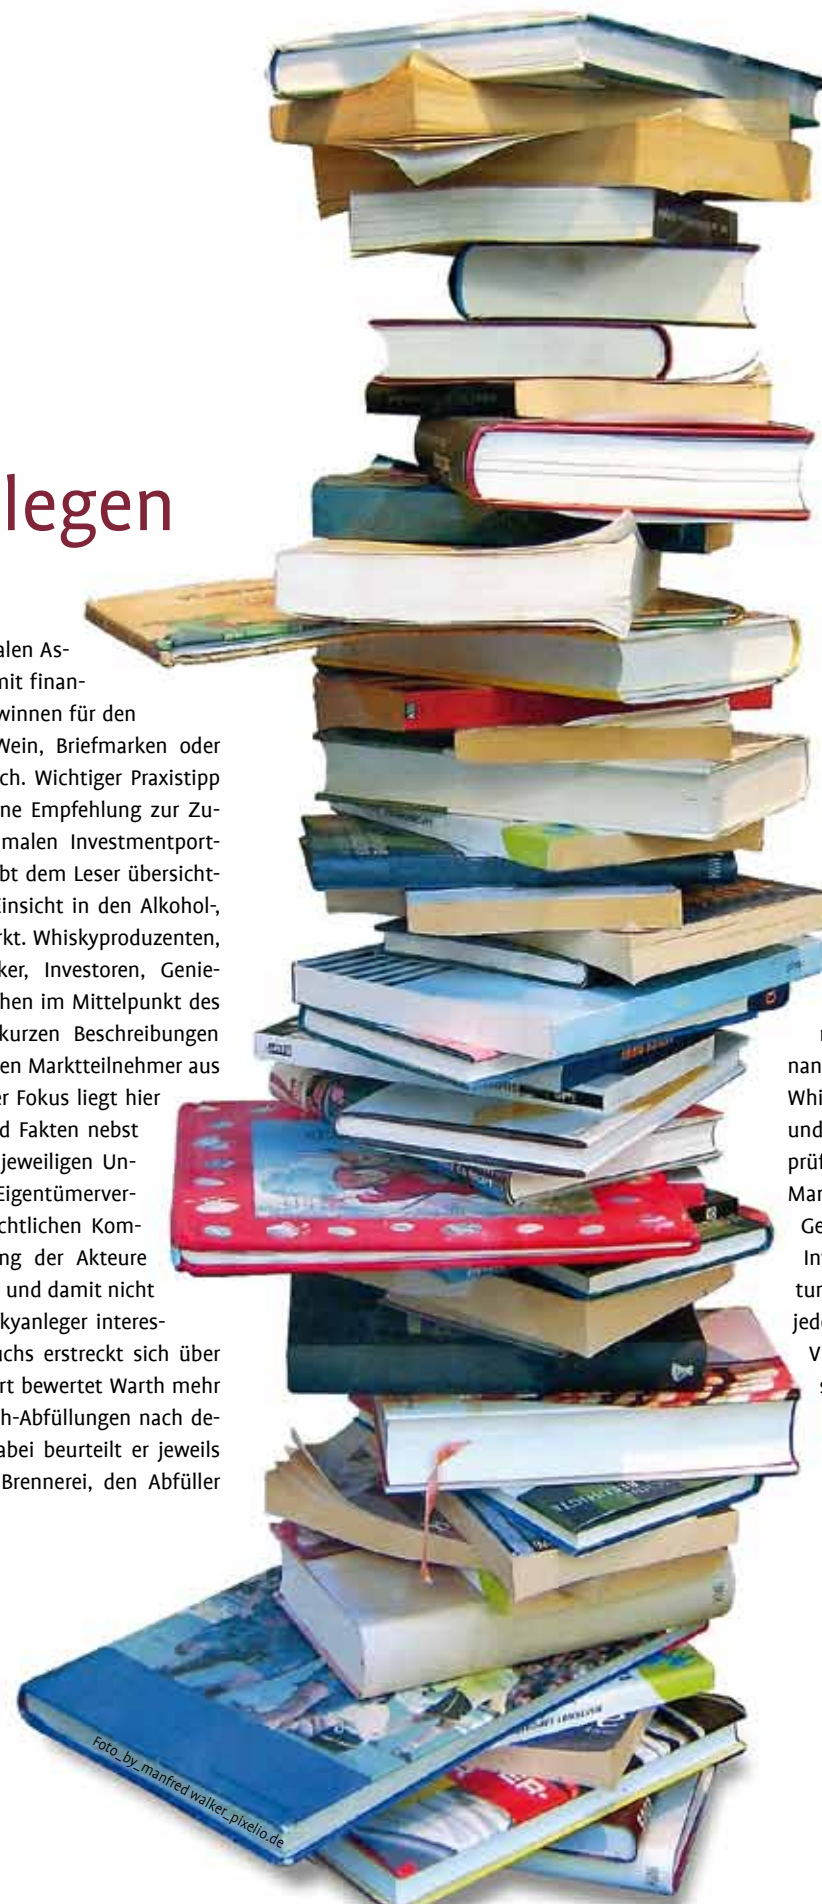 legen
alen As-
mit finan-
winnen für den
Wein, Briefmarken oder
ch. Wichtiger Praxistipp
ne Empfehlung zur Zu-
malen Investmentport-
bt dem Leser übersicht-
Einsicht in den Alkohol-,
rkt. Whiskyproduzenten,
ker, Investoren, Genie-
hen im Mittelpunkt des
kurzen Beschreibungen
en Marktteilnehmer aus
er Fokus liegt hier
d Fakten nebst
jeweiligen Un-
Eigentümerver-
chtlichen Kom-
ng der Akteure
und damit nicht
kyanleger interes-
uchs erstreckt sich über
rt bewertet Warth mehr
ch-Abfüllungen nach de-
abei beurteilt er jeweils
Brennerei, den Abfüller
nan
Whi
und
prüf
Mar
Ge
In
tun
jede
V
s
Foto_by_manfred walker_pixelio.de